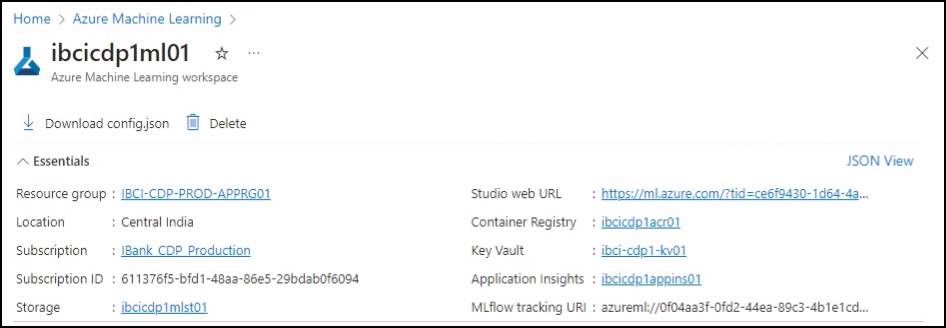 Home > Azure Machine Learning >
ibcicdp1ml01 ☆ ...
Azure Machine Learning workspace
Download config.json Delete
Essentials JSON View
Resource group : IBCI-CDP-PROD-APPRG01
Location : Central India
Subscription : IBank_CDP_Production
Subscription ID : 611376f5-bfd1-48aa-86e5-29bdab0f6094
Storage : ibcicdp1mlst01
Studio web URL : https://ml.azure.com/?tid=ce6f9430-1d64-4a...
Container Registry : ibcicdp1acr01
Key Vault : ibci-cdp1-kv01
Application Insights : ibcicdp1appins01
MLflow tracking URI : azureml://0f04aa3f-0fd2-44ea-89c3-4b1e1cd...